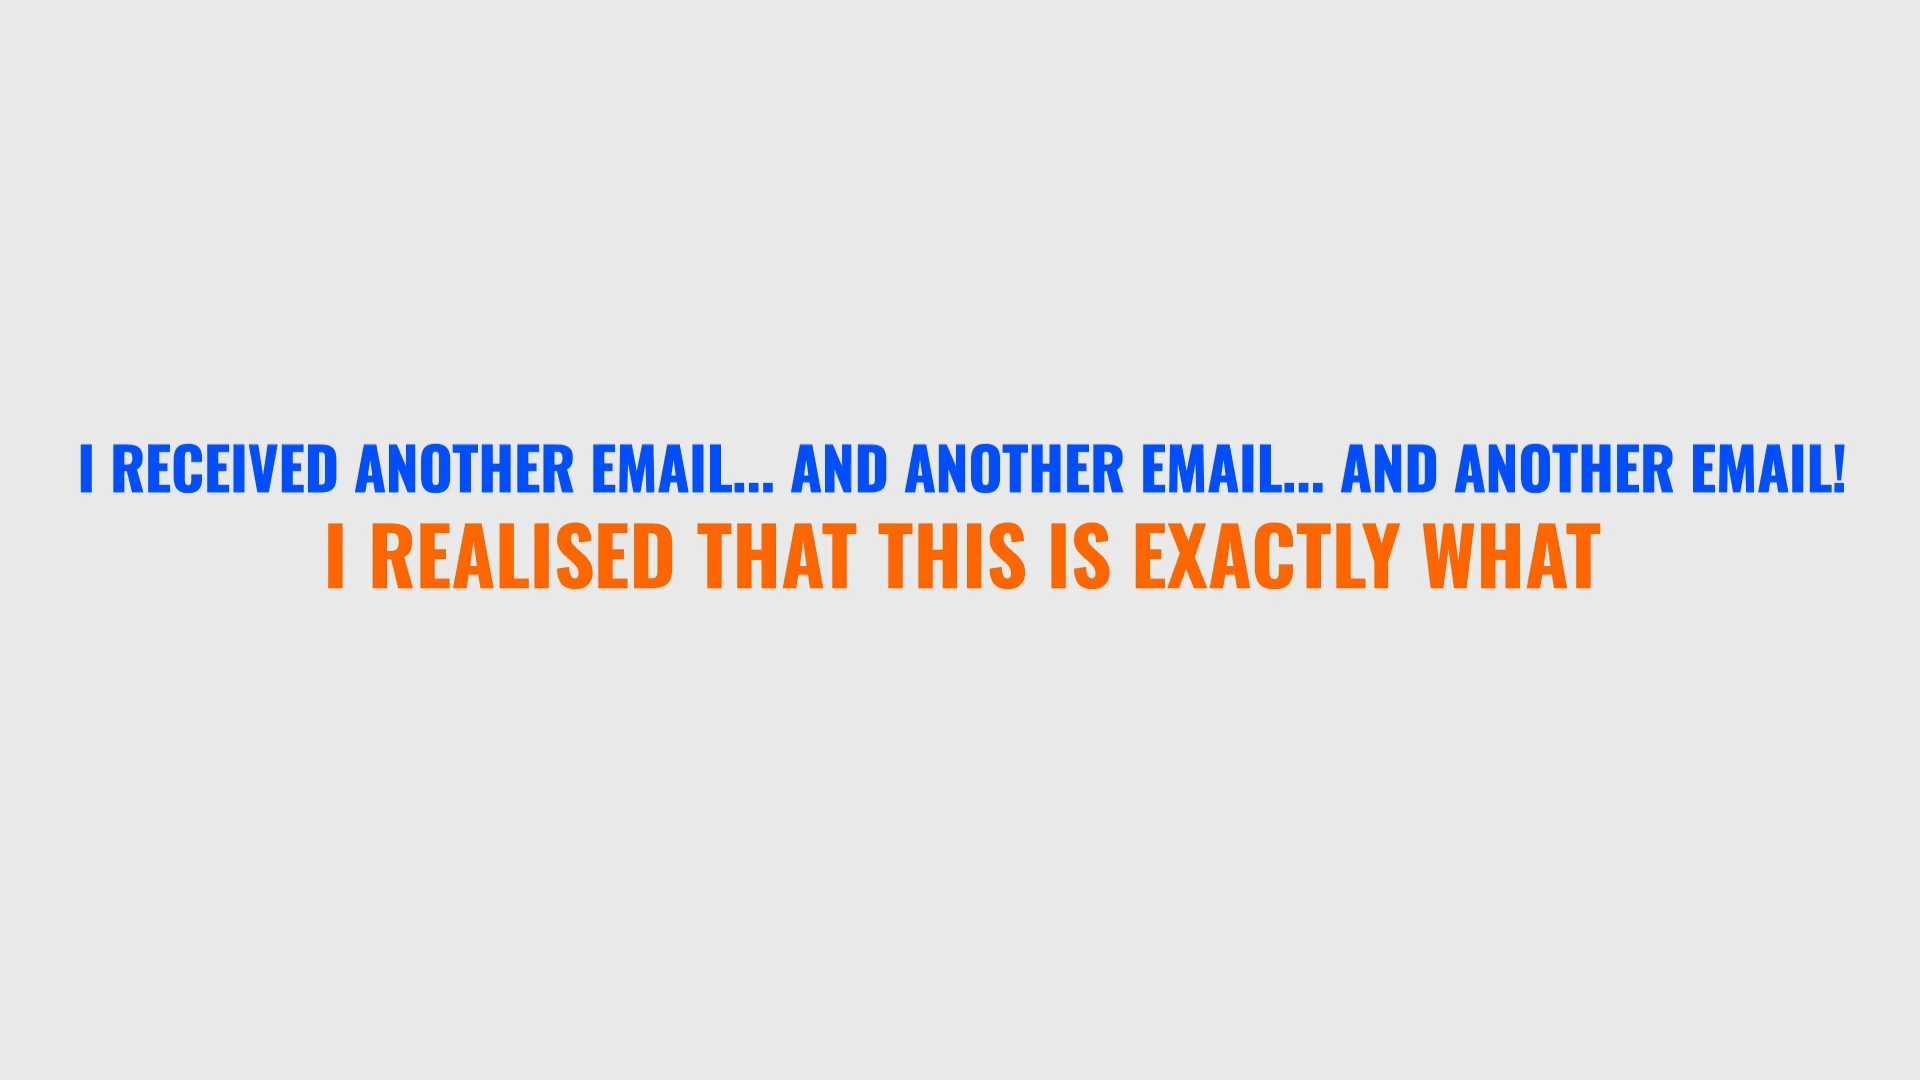 I RECEIVED ANOTHER EMAIL... AND ANOTHER EMAIL... AND ANOTHER EMAIL!
I REALISED THAT THIS IS EXACTLY WHAT